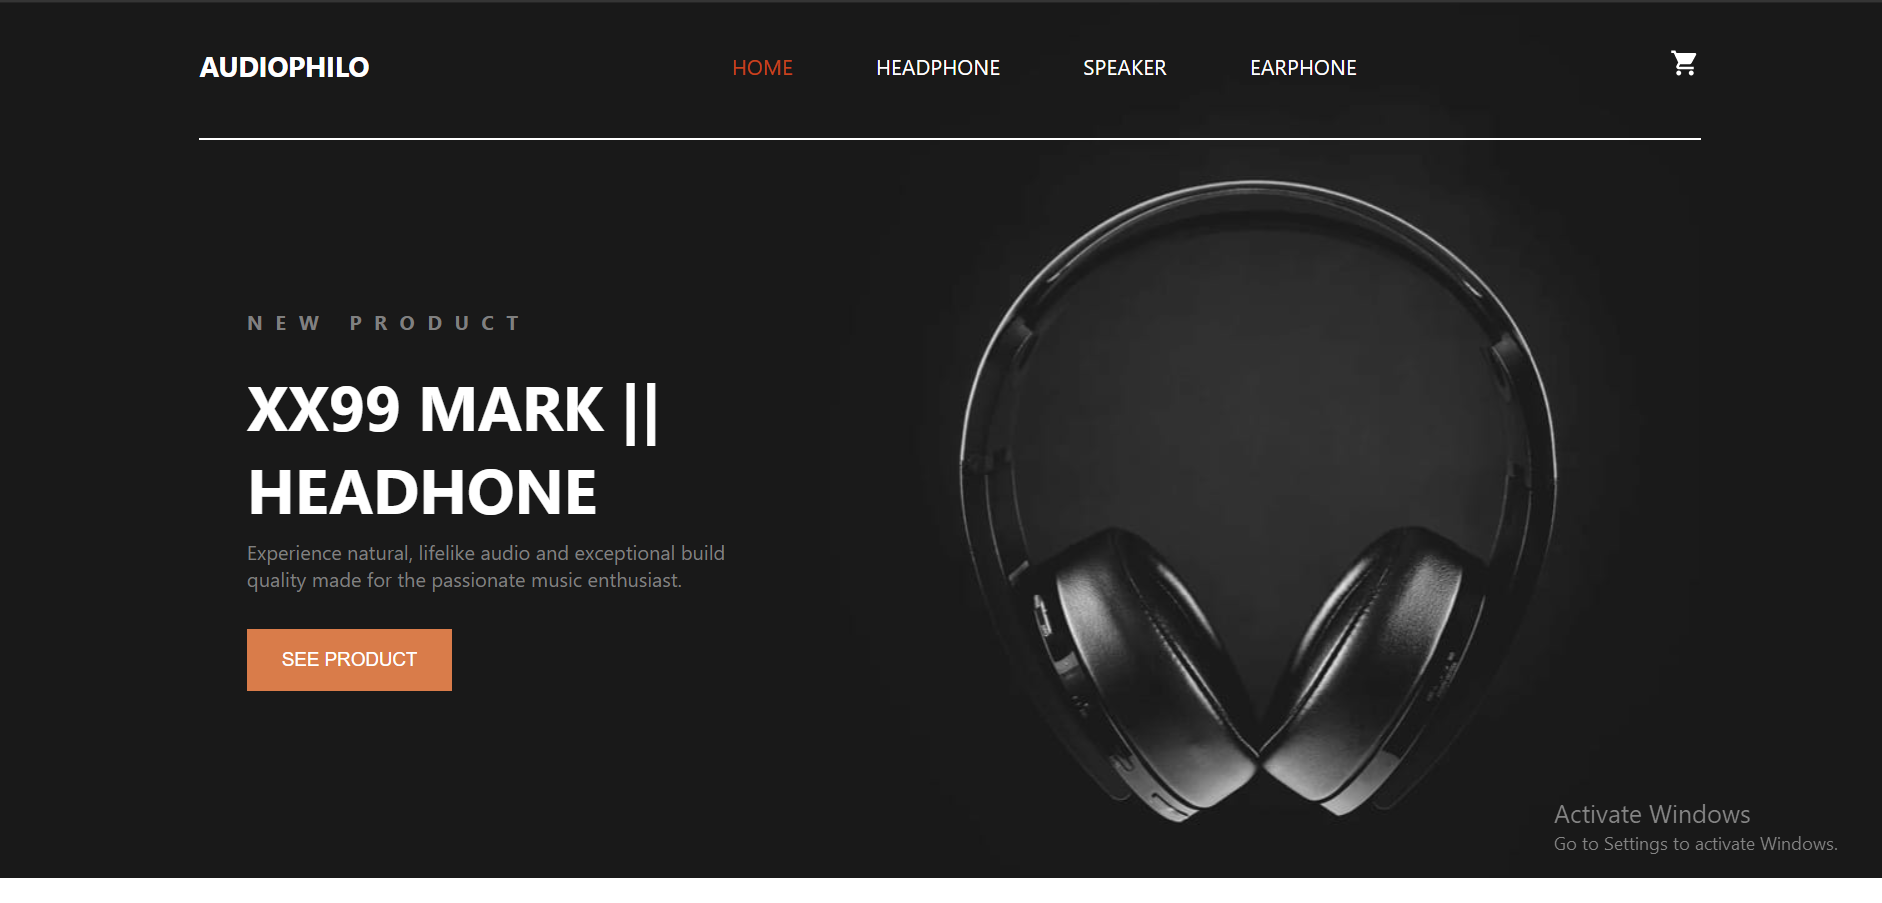 AUDIOPHILO
HOME HEADPHONE SPEAKER EARPHONE
NEW PRODUCT
XX99 MARK ||
HEADHONE
Experience natural, lifelike audio and exceptional build
quality made for the passionate music enthusiast.
SEE PRODUCT
Activate Windows
Go to Settings to activate Windows.